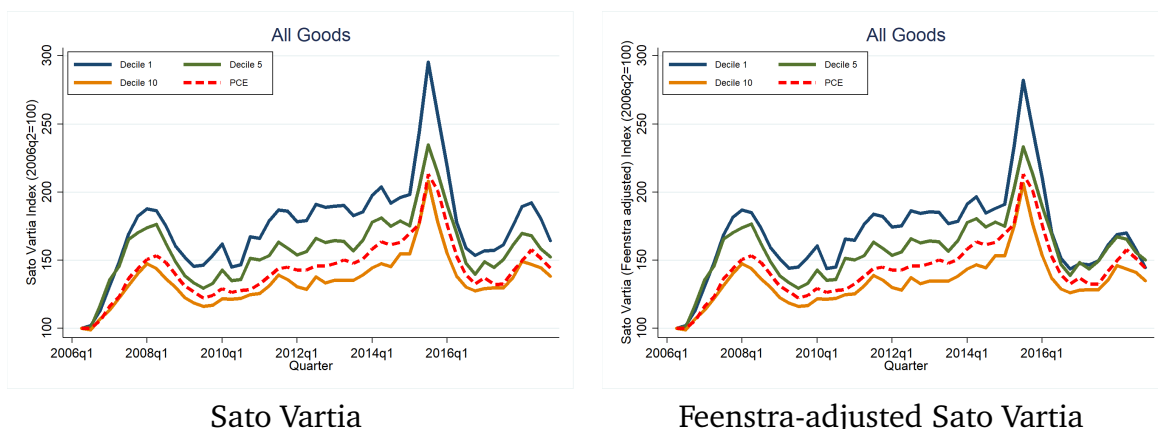 All Goods
Decile 1 Decile 5
Decile 10 PCE
Sato Vartia Index (2006q2=100)
300
250
200
150
100
2006q1 2008q1 2010q1 2012q1 2014q1 2016q1
Quarter
Sato Vartia
All Goods
Decile 1 Decile 5
Decile 10 PCE
Sato Vartia (Feenstra adjusted) Index (2006q2=100)
300
250
200
150
100
2006q1 2008q1 2010q1 2012q1 2014q1 2016q1
Quarter
Feenstra-adjusted Sato Vartia